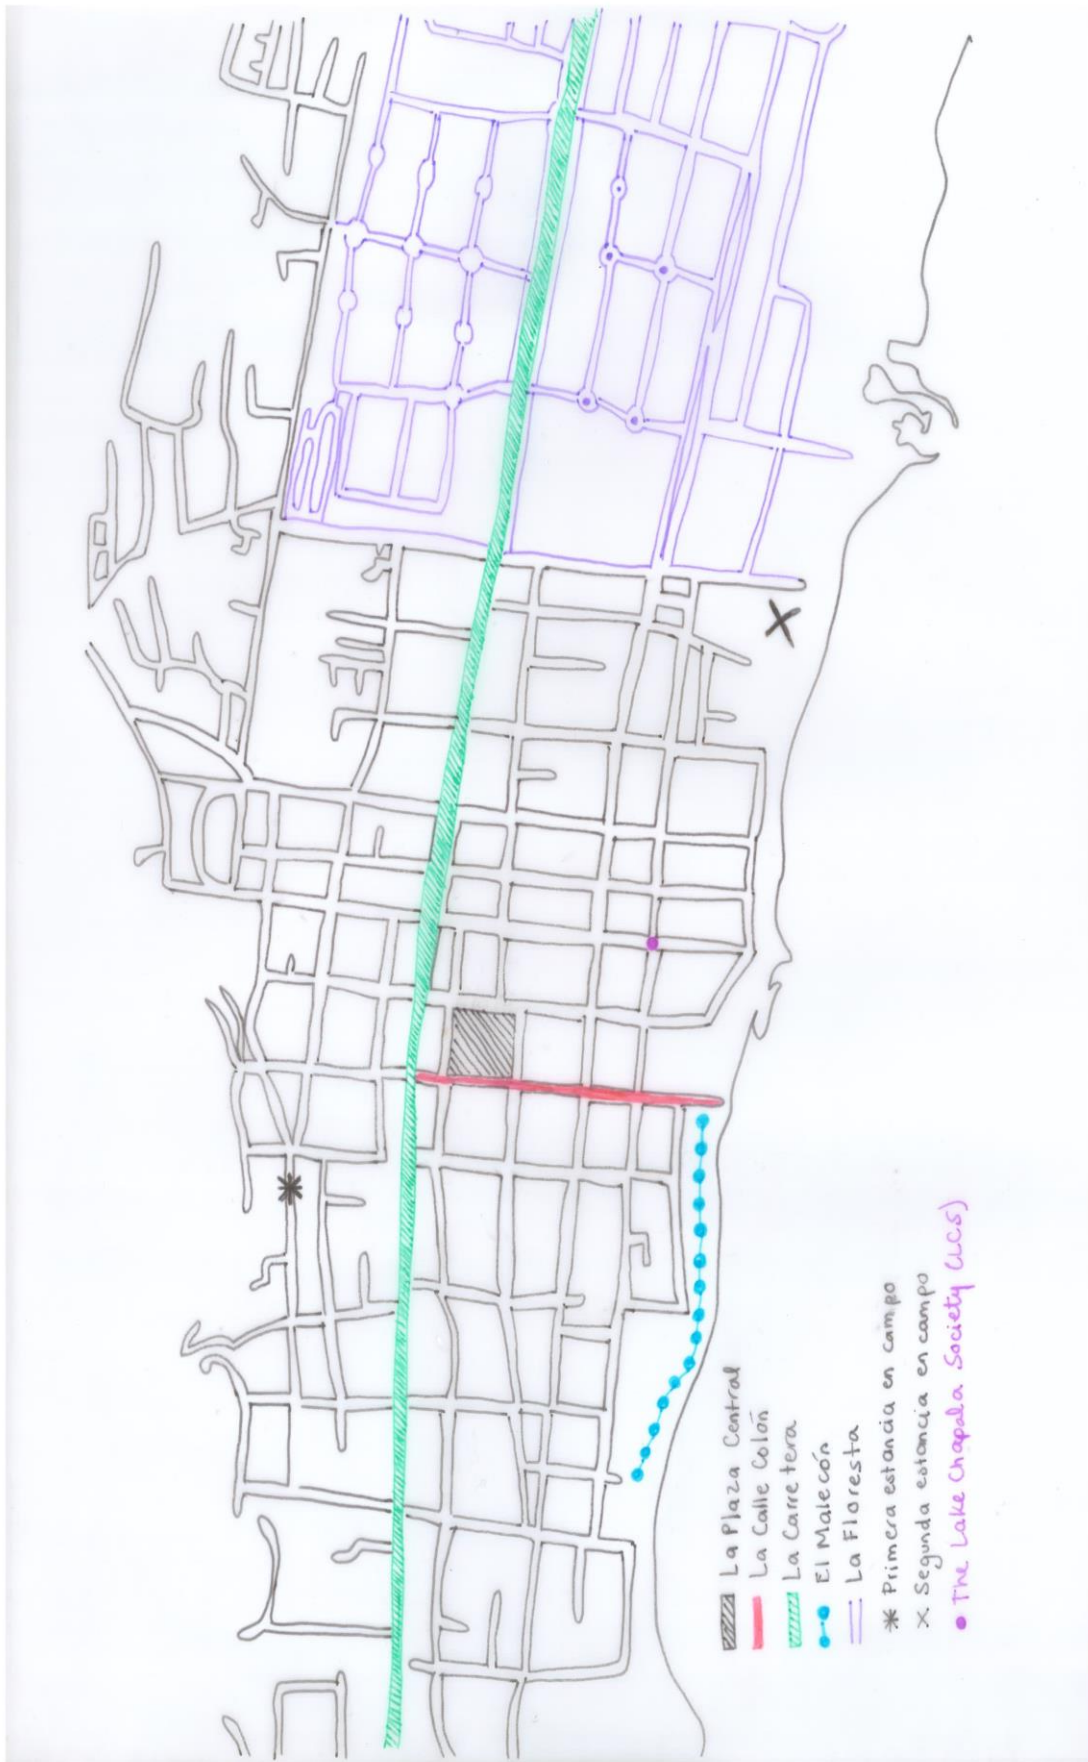 La Plaza Central
La Calle Colón
La Carretera
El Malecón
La Floresta
Primera estancia en campo
Segunda estancia en campo
The Lake Chapala Society (LCS)